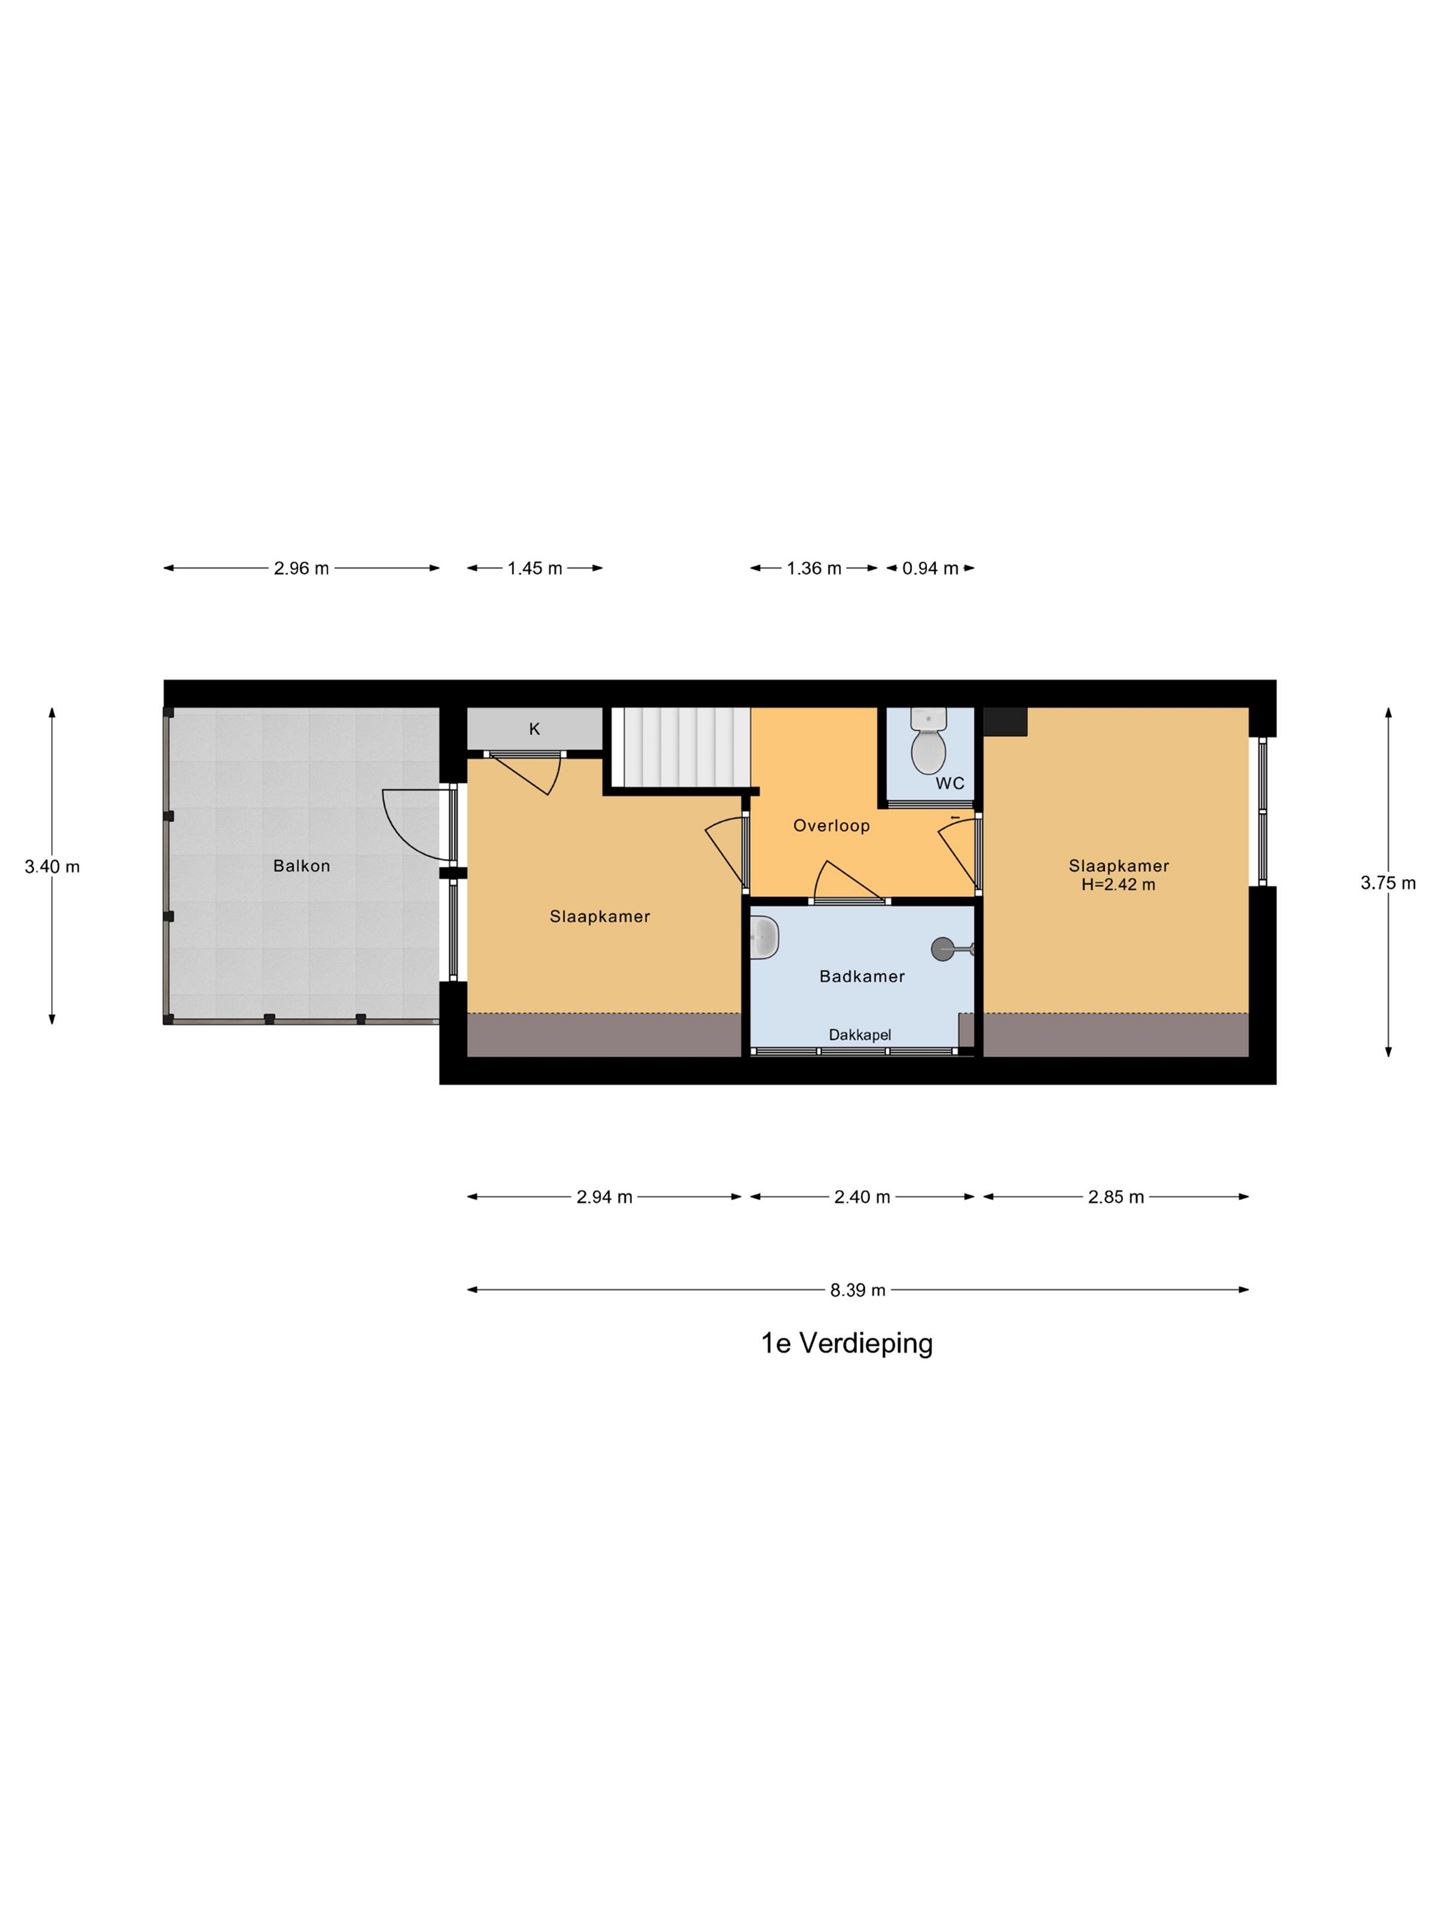 2.96 m
1.45 m
1.36 m
0.94 m
K
WC
Overloop
3.40 m
Balkon
Slaapkamer
H=2.42 m
3.75 m
Slaapkamer
Badkamer
Dakkapel
2.94 m
2.40 m
2.85 m
8.39 m
1e Verdieping